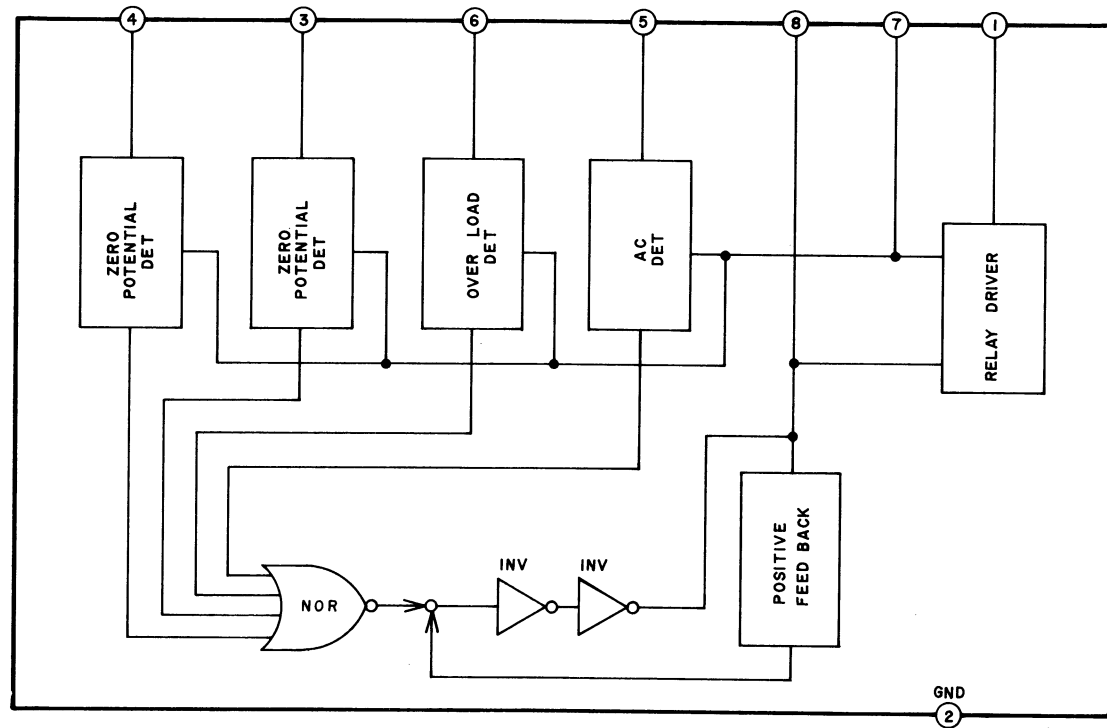 4
3
6
5
8
7
1
ZERO
POTENTIAL
DET
ZERO.
POTENTIAL
DET
OVER LOAD
DET
AC
DET
RELAY DRIVER
INV
INV
NOR
POSITIVE
FEED BACK
GND
2